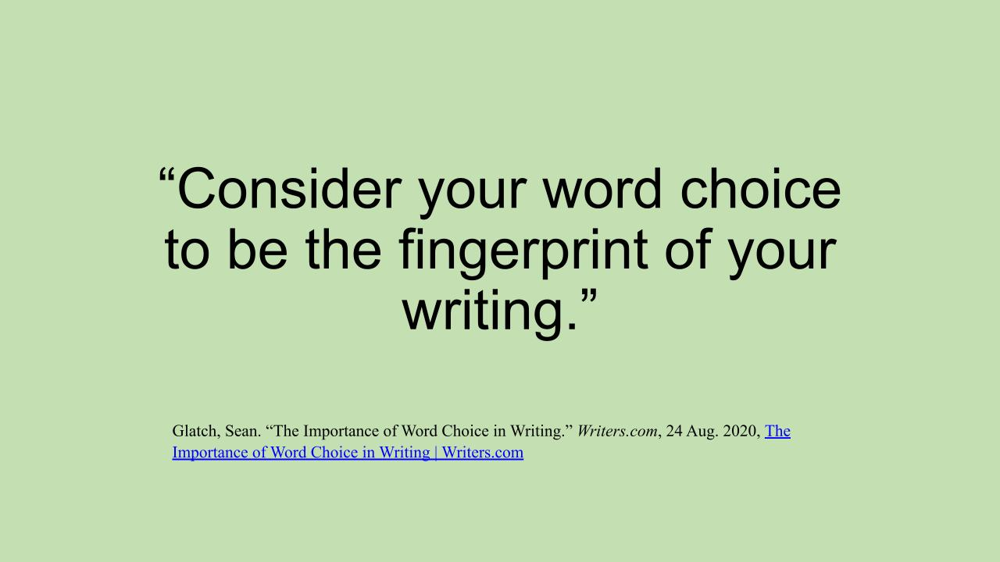 “Consider your word choice
to be the fingerprint of your
writing.”
Glatch, Sean. “The Importance of Word Choice in Writing.” Writers.com, 24 Aug. 2020, The
Importance of Word Choice in Writing | Writers.com